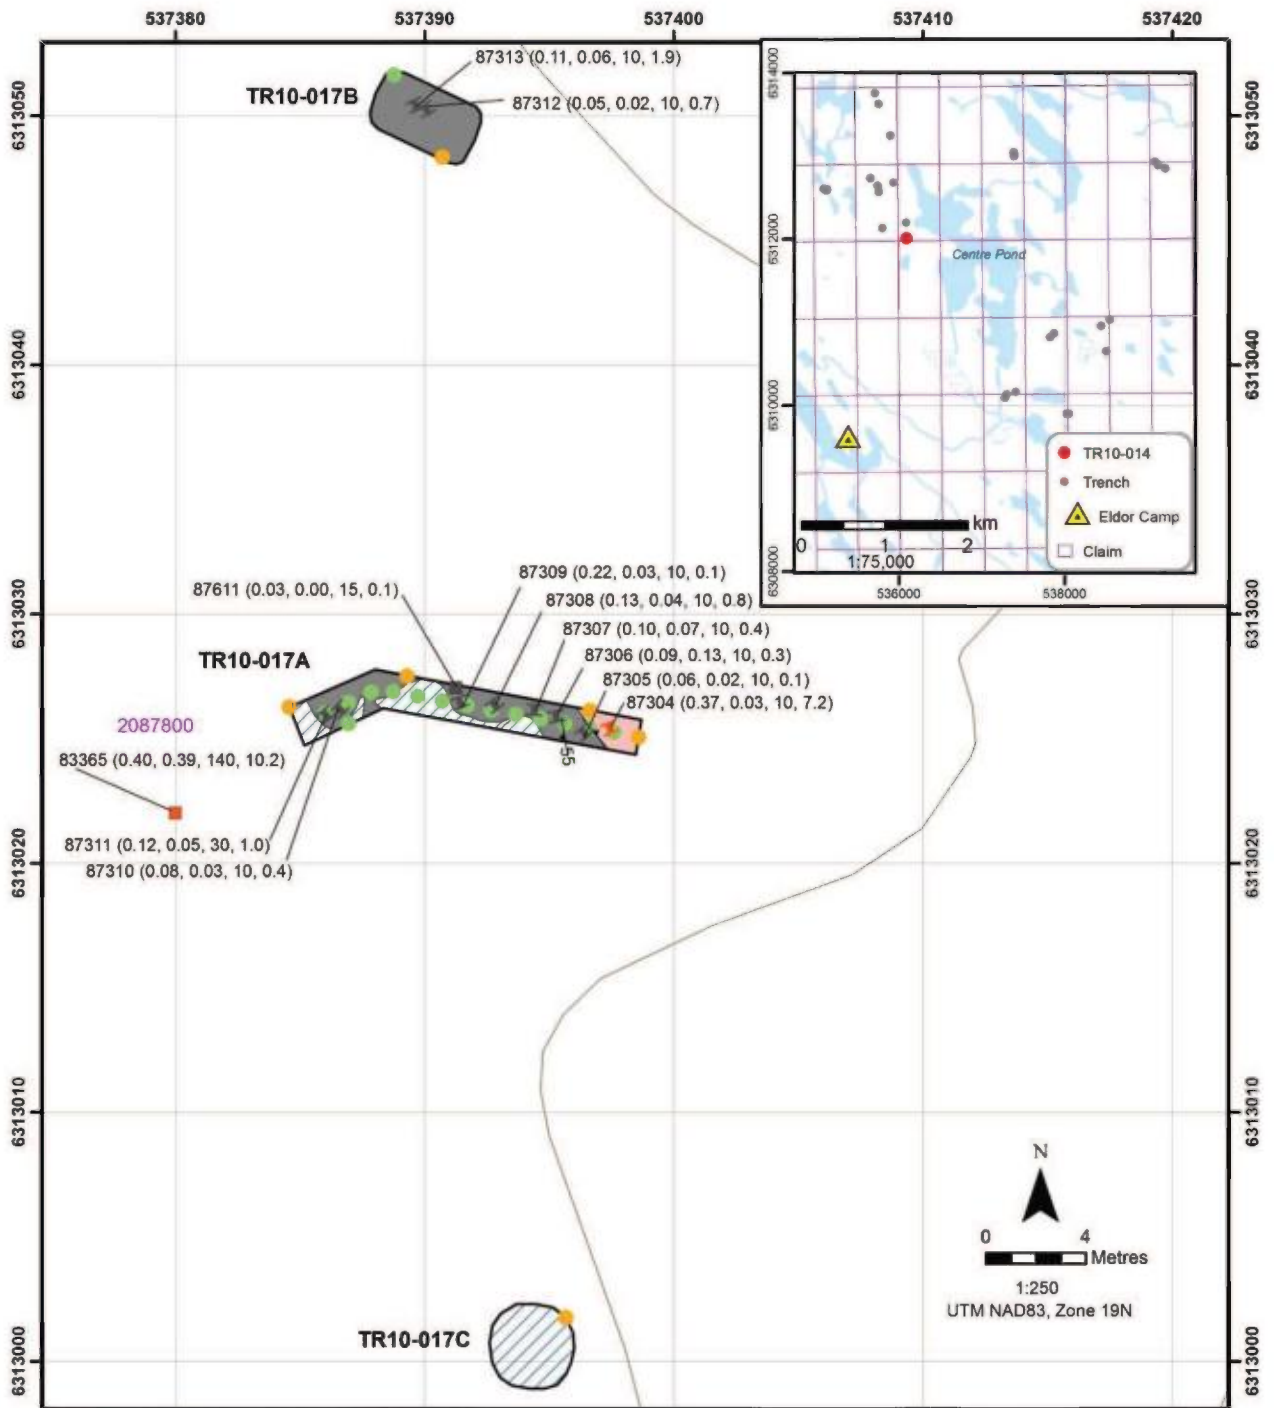 537380 537390 537400 537410 537420
6313050
6313040
6313030
6313020
6313010
6313000
6313050
6313040
6313030
6313020
6313010
6313000
TR10-017B
87313 (0.11, 0.06, 10, 1.9)
87312 (0.05, 0.02, 10, 0.7)
6314000
6312000
6310000
6308000
Centre Pond
TR10-014
Trench
Eldor Camp
Claim
km
0 1 2
1:75,000
536000 538000
87309 (0.22, 0.03, 10, 0.1)
87611 (0.03, 0.00, 15, 0.1)
87308 (0.13, 0.04, 10, 0.8)
87307 (0.10, 0.07, 10, 0.4)
87306 (0.09, 0.13, 10, 0.3)
87305 (0.06, 0.02, 10, 0.1)
87304 (0.37, 0.03, 10, 7.2)
TR10-017A
55
2087800
83365 (0.40, 0.39, 140, 10.2)
87311 (0.12, 0.05, 30, 1.0)
87310 (0.08, 0.03, 10, 0.4)
N
0 4
Metres
1:250
UTM NAD83, Zone 19N
TR10-017C